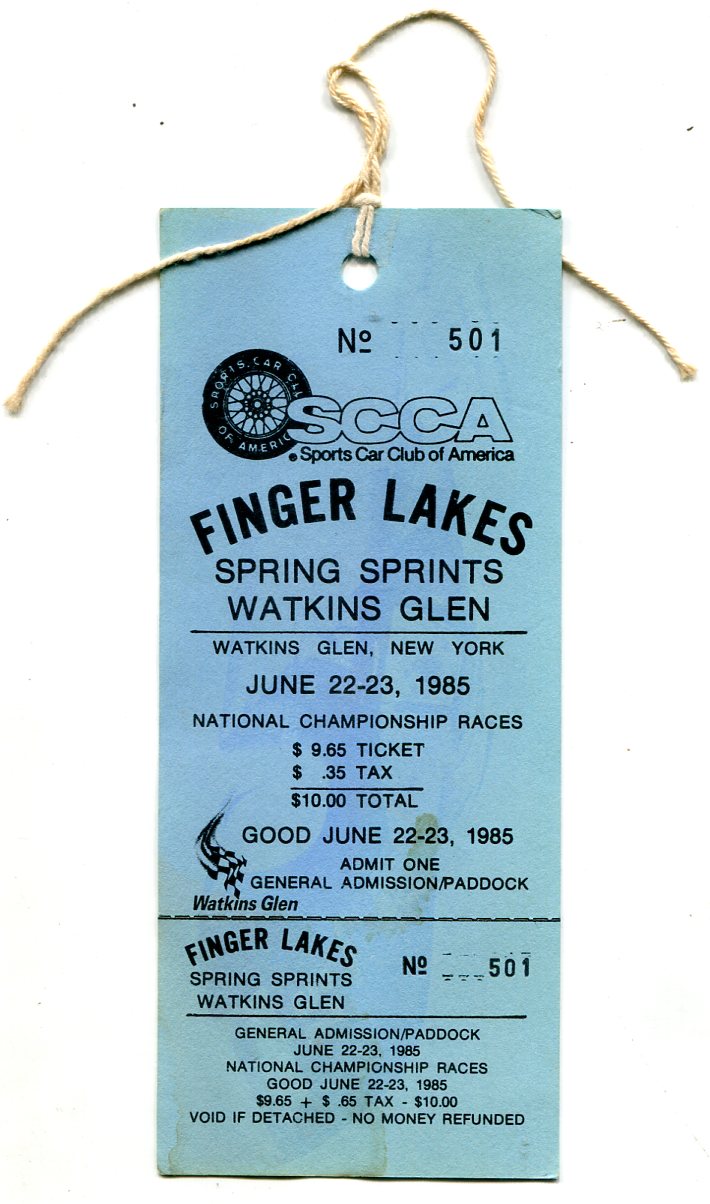 Nº 501
SPORTS CAR CLU
OF AMERIC
SCCA
® Sports Car Club of America
FINGER LAKES
SPRING SPRINTS
WATKINS GLEN
WATKINS GLEN, NEW YORK
JUNE 22-23, 1985
NATIONAL CHAMPIONSHIP RACES
$ 9.65 TICKET
$ .35 TAX
$10.00 TOTAL
GOOD JUNE 22-23, 1985
ADMIT ONE
GENERAL ADMISSION/PADDOCK
Watkins Glen
FINGER LAKES
SPRING SPRINTS
WATKINS GLEN
Nº 501
GENERAL ADMISSION/PADDOCK
JUNE 22-23, 1985
NATIONAL CHAMPIONSHIP RACES
GOOD JUNE 22-23, 1985
$9.65 + $ .65 TAX - $10.00
VOID IF DETACHED - NO MONEY REFUNDED